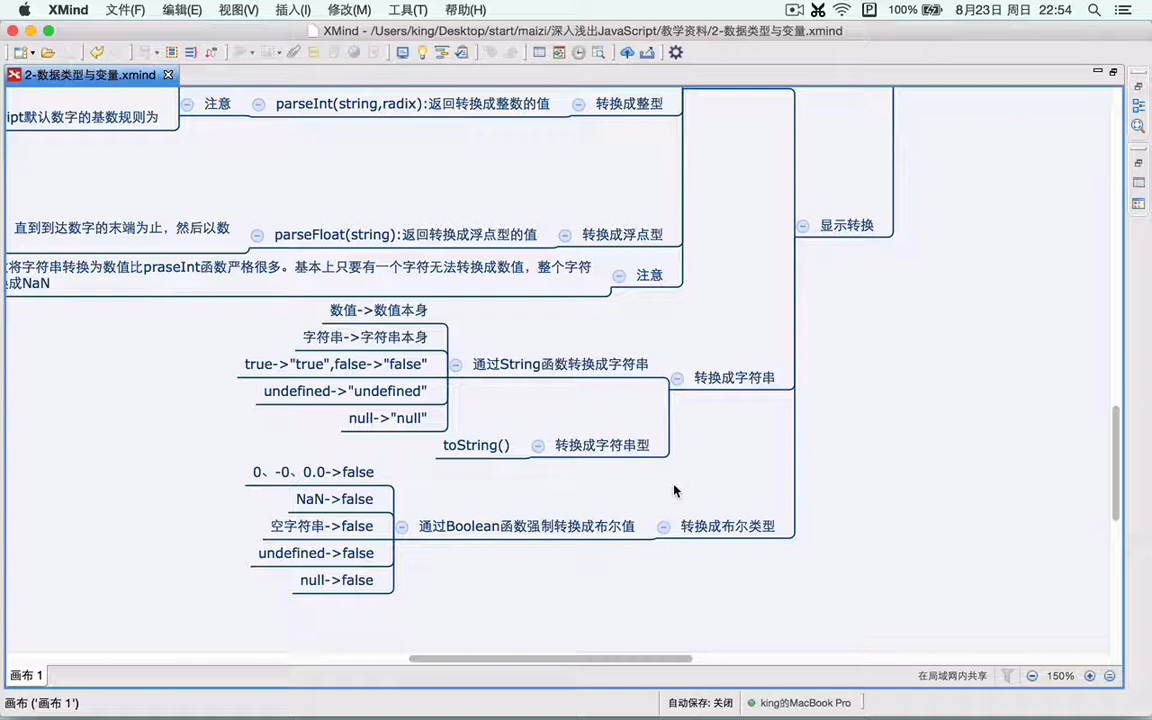 XMind 文件(F) 编辑(E) 视图(V) 插入(I) 修改(M) 工具(T) 帮助(H) 100% 8月23日 周日 22:54
XMind - /Users/king/Desktop/start/maizi/深入浅出JavaScript/教学资料/2-数据类型与变量.xmind
2-数据类型与变量.xmind
ipt默认数字的基数规则为
注意
parseInt(string,radix):返回转换成整数的值
转换成整型
直到到达数字的末端为止，然后以数
parseFloat(string):返回转换成浮点型的值
转换成浮点型
显示转换
将字符串转换为数值比praseInt函数严格很多。基本上只要有一个字符无法转换成数值，整个字符
成NaN
注意
数值->数值本身
字符串->字符串本身
true->"true",false->"false"
undefined->"undefined"
null->"null"
通过String函数转换成字符串
转换成字符串
toString()
转换成字符串型
0、-0、0.0->false
NaN->false
空字符串->false
undefined->false
null->false
通过Boolean函数强制转换成布尔值
转换成布尔类型
画布 1
在局域网内共享
150%
画布 ('画布 1')
自动保存: 关闭
king的MacBook Pro